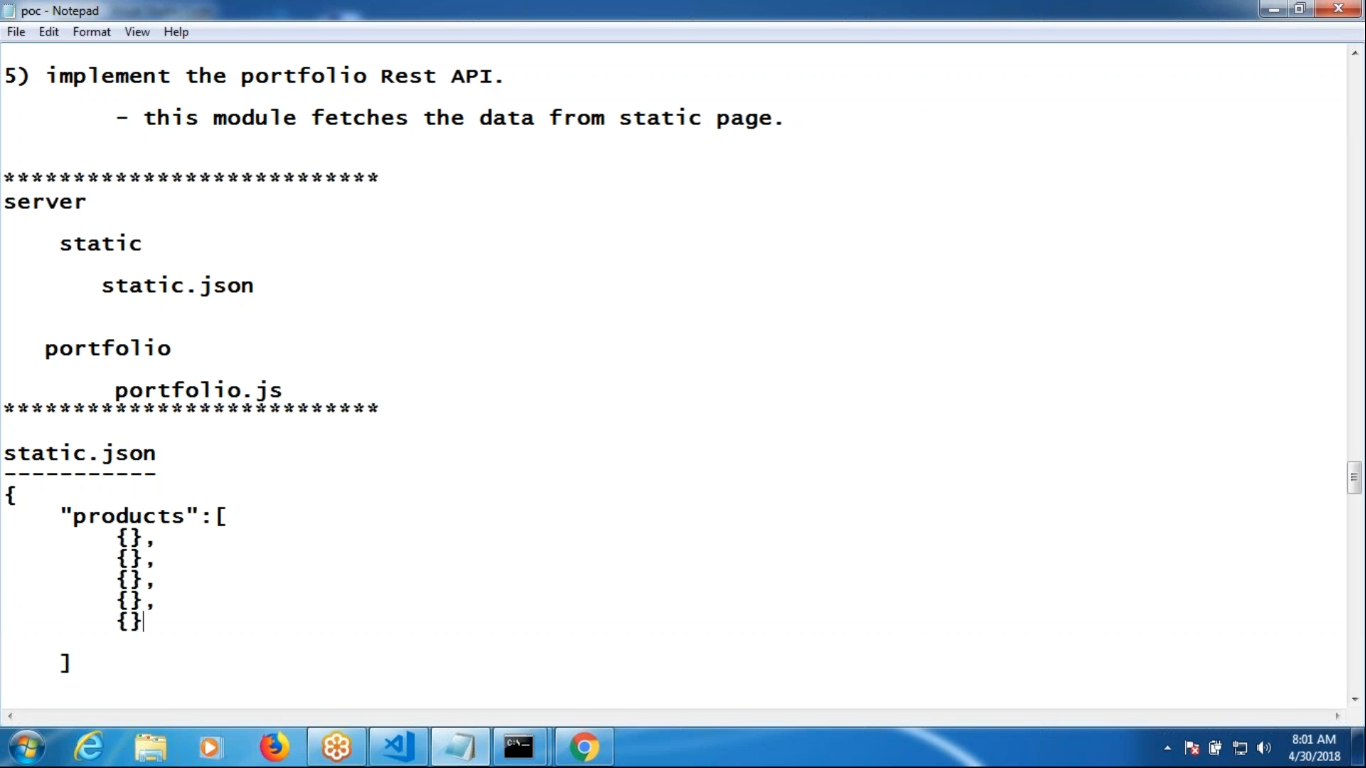 poc - Notepad
File Edit Format View Help
5) implement the portfolio Rest API.
- this module fetches the data from static page.
***************************
server
static
static.json
portfolio
portfolio.js
***************************
static.json
-----------
{
"products":[
{},
{},
{},
{},
{}
]
8:01 AM
4/30/2018